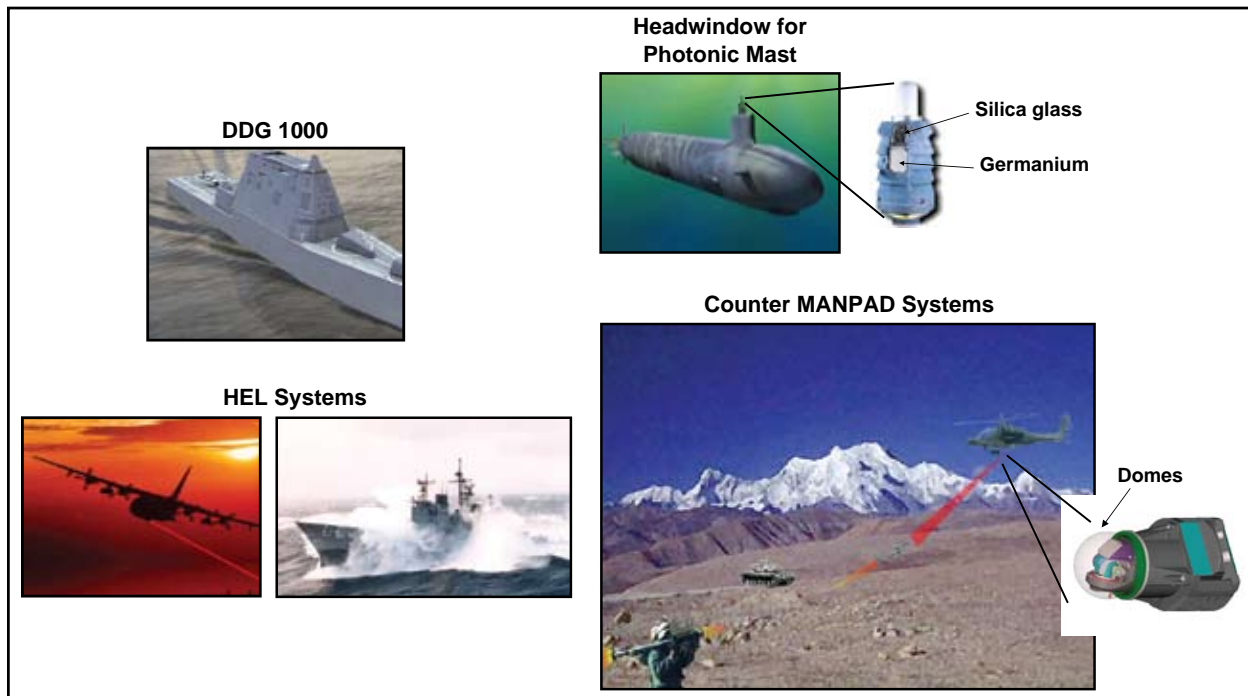 Headwindow for
Photonic Mast
Silica glass
Germanium
DDG 1000
Counter MANPAD Systems
HEL Systems
Domes